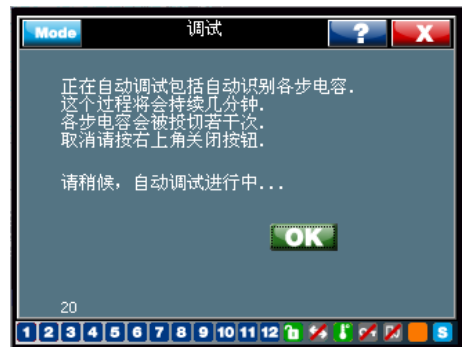 Mode 调试 ? X
正在自动调试包括自动识别各步电容.
这个过程将会持续几分钟.
各步电容会被投切若干次.
取消请按右上角关闭按钮.
请稍候，自动调试进行中...
OK
20
1 2 3 4 5 6 7 8 9 10 11 12 S